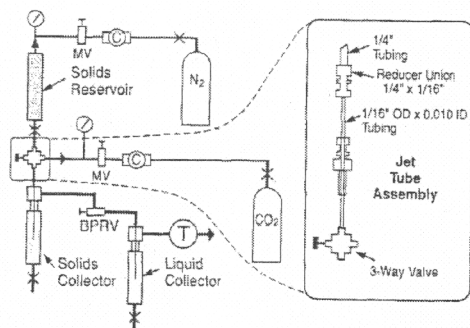 MV
C
Solids
Reservoir
N₂
MV
C
CO₂
BPRV
T
Solids
Collector
Liquid
Collector
1/4"
Tubing
Reducer Union
1/4" x 1/16"
1/16" OD x 0.010 ID
Tubing
Jet
Tube
Assembly
3-Way Valve